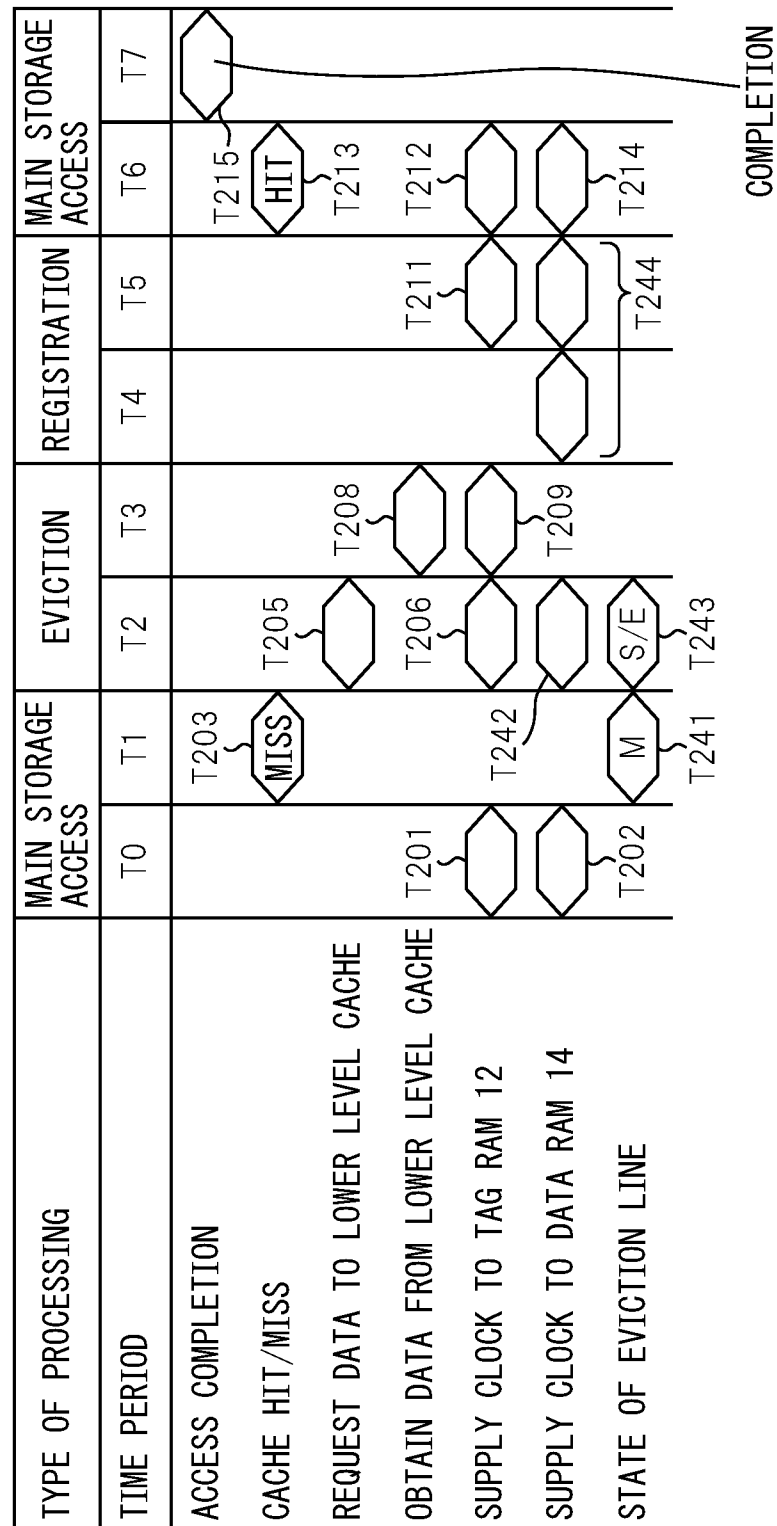 TYPE OF PROCESSING
MAIN STORAGE
ACCESS
EVICTION
REGISTRATION
MAIN STORAGE
ACCESS
TIME PERIOD
T0
T1
T2
T3
T4
T5
T6
T7
ACCESS COMPLETION
T215
CACHE HIT/MISS
T203
MISS
HIT
T213
REQUEST DATA TO LOWER LEVEL CACHE
T205
OBTAIN DATA FROM LOWER LEVEL CACHE
T208
SUPPLY CLOCK TO TAG RAM 12
T201
T206
T209
T211
T212
SUPPLY CLOCK TO DATA RAM 14
T202
T242
T244
T214
STATE OF EVICTION LINE
M
T241
S/E
T243
COMPLETION